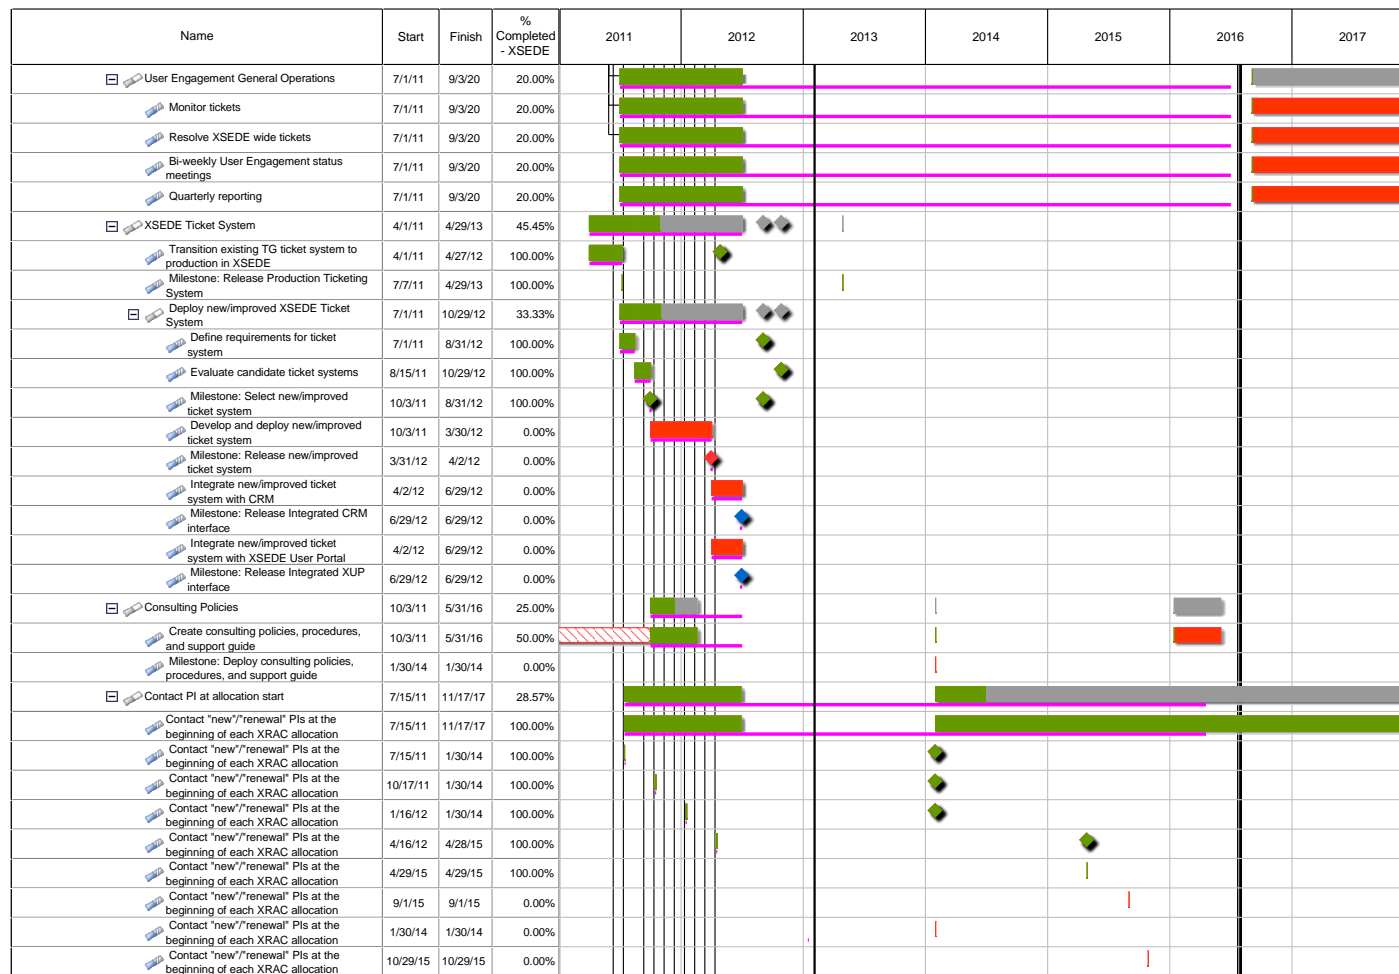 Name Start Finish % Completed - XSEDE 2011 2012 2013 2014 2015 2016 2017
User Engagement General Operations 7/1/11 9/3/20 20.00%
Monitor tickets 7/1/11 9/3/20 20.00%
Resolve XSEDE wide tickets 7/1/11 9/3/20 20.00%
Bi-weekly User Engagement status meetings 7/1/11 9/3/20 20.00%
Quarterly reporting 7/1/11 9/3/20 20.00%
XSEDE Ticket System 4/1/11 4/29/13 45.45%
Transition existing TG ticket system to production in XSEDE 4/1/11 4/27/12 100.00%
Milestone: Release Production Ticketing System 7/7/11 4/29/13 100.00%
Deploy new/improved XSEDE Ticket System 7/1/11 10/29/12 33.33%
Define requirements for ticket system 7/1/11 8/31/12 100.00%
Evaluate candidate ticket systems 8/15/11 10/29/12 100.00%
Milestone: Select new/improved ticket system 10/3/11 8/31/12 100.00%
Develop and deploy new/improved ticket system 10/3/11 3/30/12 0.00%
Milestone: Release new/improved ticket system 3/31/12 4/2/12 0.00%
Integrate new/improved ticket system with CRM 4/2/12 6/29/12 0.00%
Milestone: Release Integrated CRM interface 6/29/12 6/29/12 0.00%
Integrate new/improved ticket system with XSEDE User Portal 4/2/12 6/29/12 0.00%
Milestone: Release Integrated XUP interface 6/29/12 6/29/12 0.00%
Consulting Policies 10/3/11 5/31/16 25.00%
Create consulting policies, procedures, and support guide 10/3/11 5/31/16 50.00%
Milestone: Deploy consulting policies, procedures, and support guide 1/30/14 1/30/14 0.00%
Contact PI at allocation start 7/15/11 11/17/17 28.57%
Contact "new"/"renewal" PIs at the beginning of each XRAC allocation 7/15/11 11/17/17 100.00%
Contact "new"/"renewal" PIs at the beginning of each XRAC allocation 7/15/11 1/30/14 100.00%
Contact "new"/"renewal" PIs at the beginning of each XRAC allocation 10/17/11 1/30/14 100.00%
Contact "new"/"renewal" PIs at the beginning of each XRAC allocation 1/16/12 1/30/14 100.00%
Contact "new"/"renewal" PIs at the beginning of each XRAC allocation 4/16/12 4/28/15 100.00%
Contact "new"/"renewal" PIs at the beginning of each XRAC allocation 4/29/15 4/29/15 100.00%
Contact "new"/"renewal" PIs at the beginning of each XRAC allocation 9/1/15 9/1/15 0.00%
Contact "new"/"renewal" PIs at the beginning of each XRAC allocation 1/30/14 1/30/14 0.00%
Contact "new"/"renewal" PIs at the beginning of each XRAC allocation 10/29/15 10/29/15 0.00%